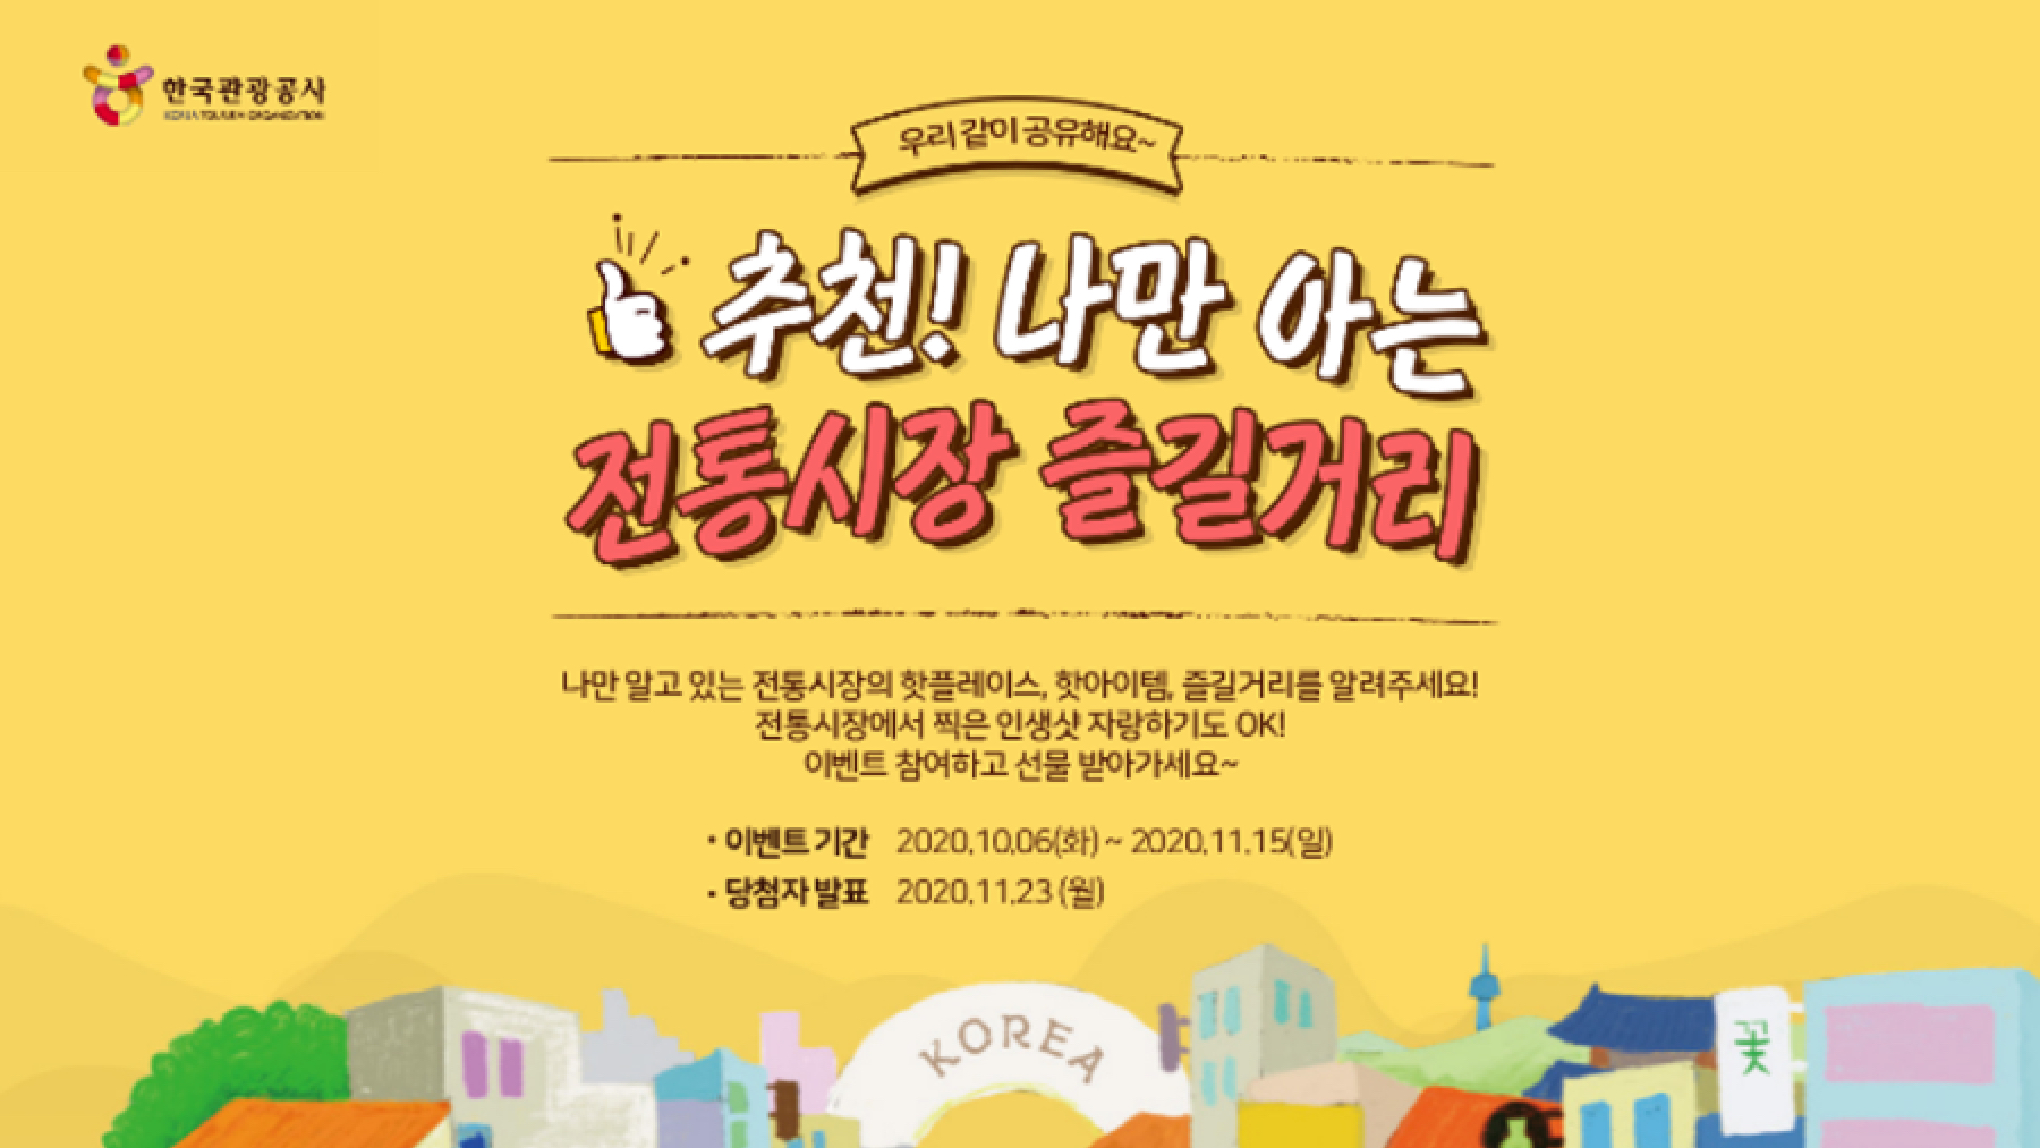 한국관광공사
KOREA TOURISM ORGANIZATION
우리 같이 공유해요~
추천! 나만 아는
전통시장 즐길거리
나만 알고 있는 전통시장의 핫플레이스, 핫아이템, 즐길거리를 알려주세요!
전통시장에서 찍은 인생샷 자랑하기도 OK!
이벤트 참여하고 선물 받아가세요~
· 이벤트 기간 2020.10.06(화) ~ 2020.11.15(일)
· 당첨자 발표 2020.11.23 (월)
KOREA
꽃